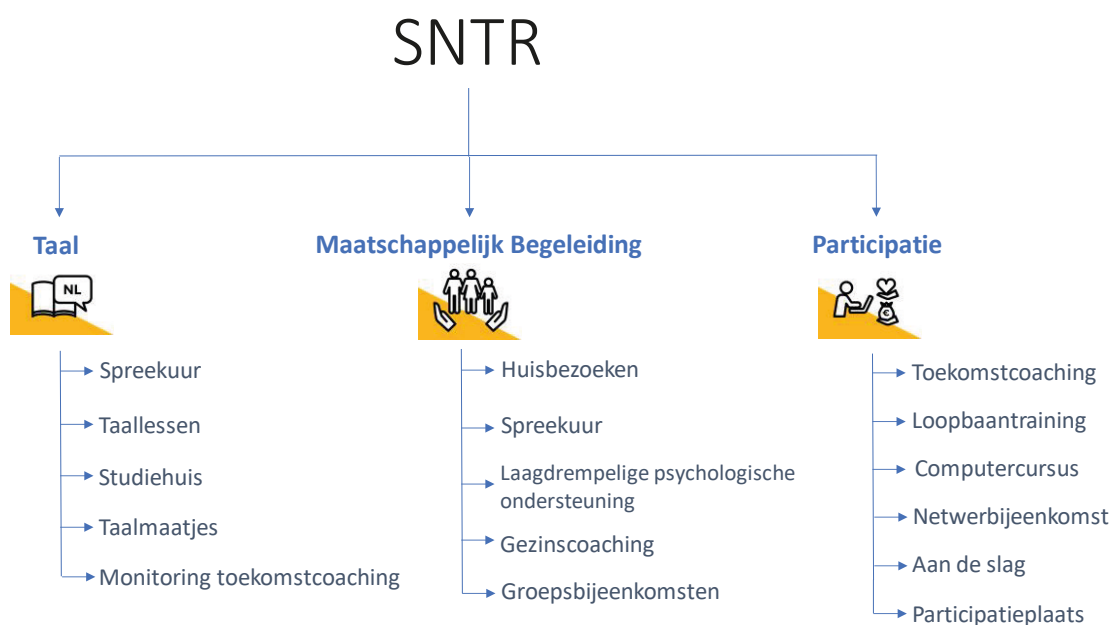 SNTR
Taal
NL
Spreekuur
Taallessen
Studiehuis
Taalmaatjes
Monitoring toekomstcoaching
Maatschappelijk Begeleiding
Huisbezoeken
Spreekuur
Laagdrempelige psychologische
ondersteuning
Gezinscoaching
Groepsbijeenkomsten
Participatie
€
Toekomstcoaching
Loopbaantraining
Computercursus
Netwerbijeenkomst
Aan de slag
Participatieplaats